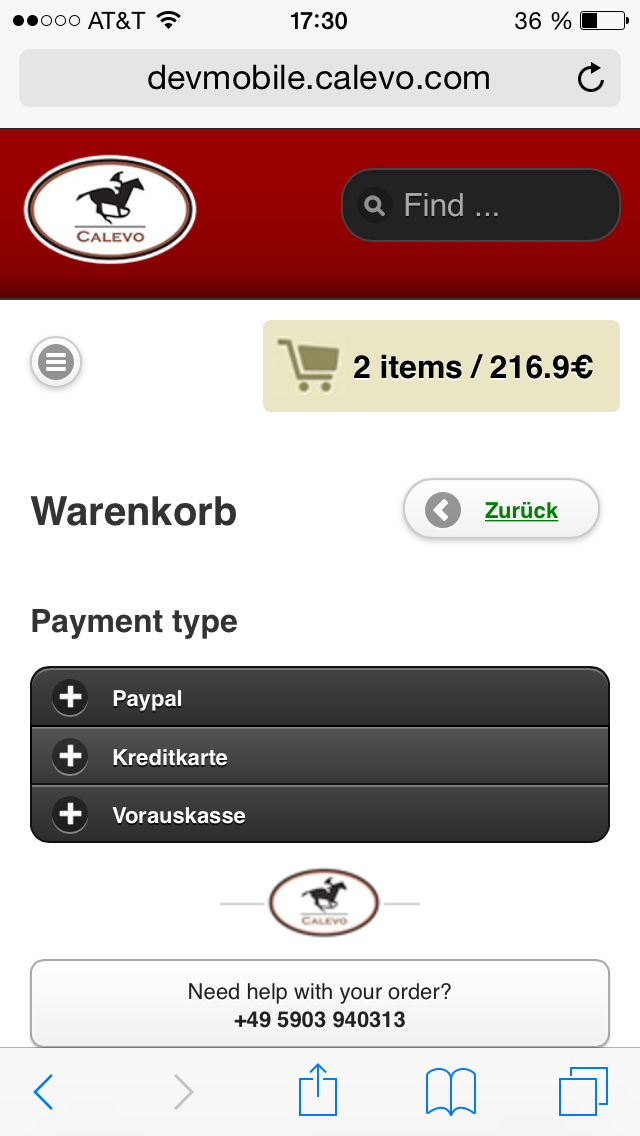 AT&T 17:30 36 %
devmobile.calevo.com
CALEVO
Find ...
2 items / 216.9€
Warenkorb
Zurück
Payment type
Paypal
Kreditkarte
Vorauskasse
CALEVO
Need help with your order?
+49 5903 940313